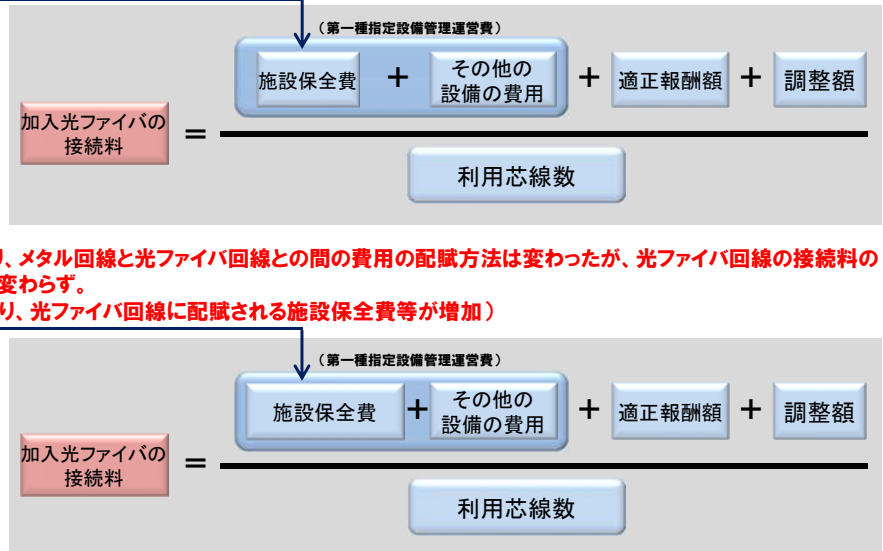 (第一種指定設備管理運営費)
施設保全費 + その他の
設備の費用 + 適正報酬額 + 調整額
加入光ファイバの
接続料 =
利用芯線数
、メタル回線と光ファイバ回線との間の費用の配賦方法は変わったが、光ファイバ回線の接続料の
変わらず。
り、光ファイバ回線に配賦される施設保全費等が増加)
(第一種指定設備管理運営費)
施設保全費 + その他の
設備の費用 + 適正報酬額 + 調整額
加入光ファイバの
接続料 =
利用芯線数